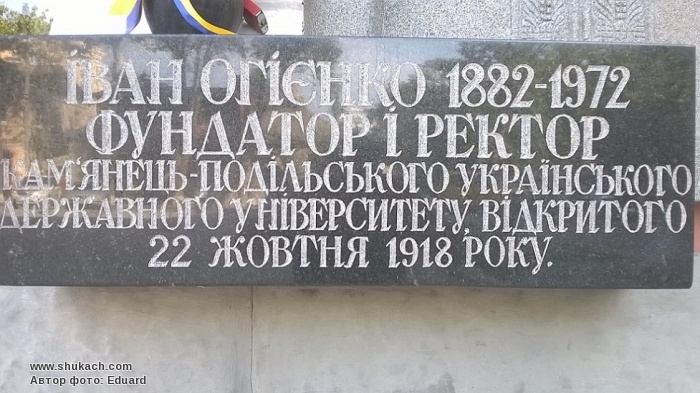 ІВАН ОГІЄНКО 1882-1972
ФУНДАТОР І РЕКТОР
КАМ'ЯНЕЦЬ-ПОДІЛЬСЬКОГО УКРАЇНСЬКОГО
ДЕРЖАВНОГО УНІВЕРСИТЕТУ, ВІДКРИТОГО
22 ЖОВТНЯ 1918 РОКУ.
www.shukach.com
Автор фото: Eduard